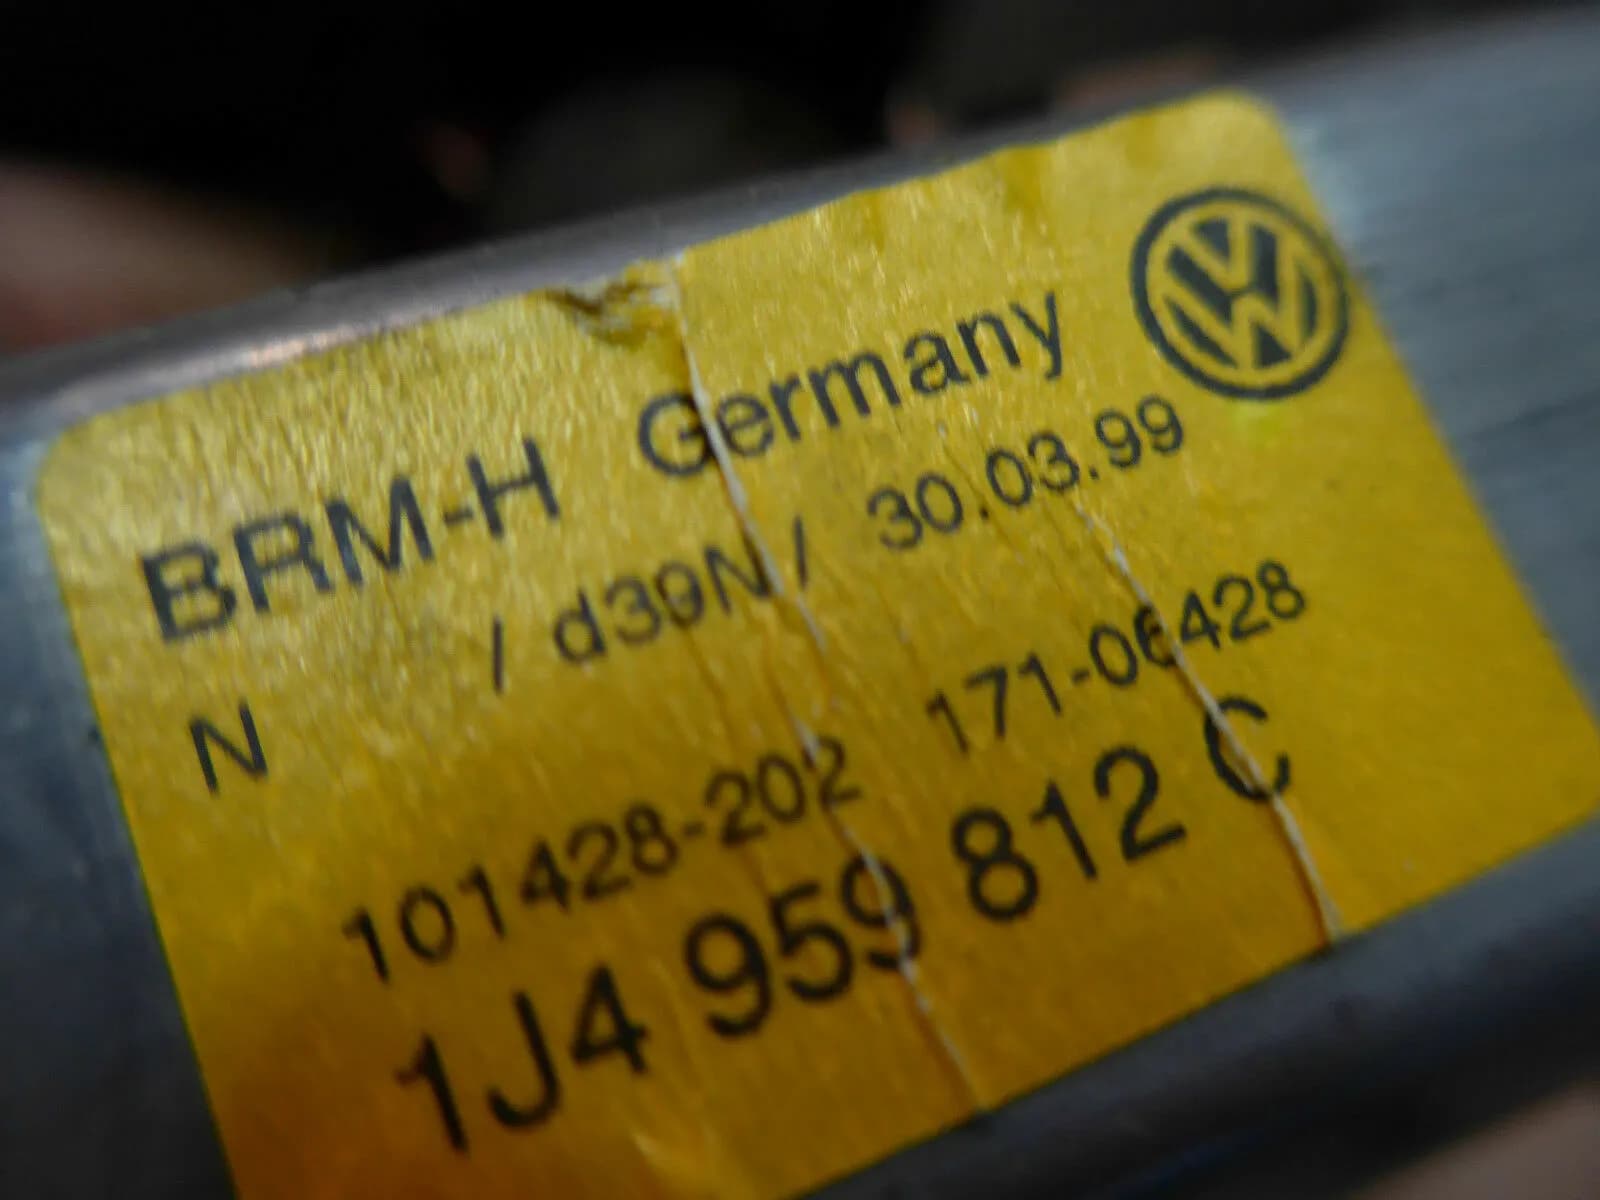 BRM-H Germany
/ d39N / 30.03.99
N
101428-202 171-06428
1J4 959 812 C